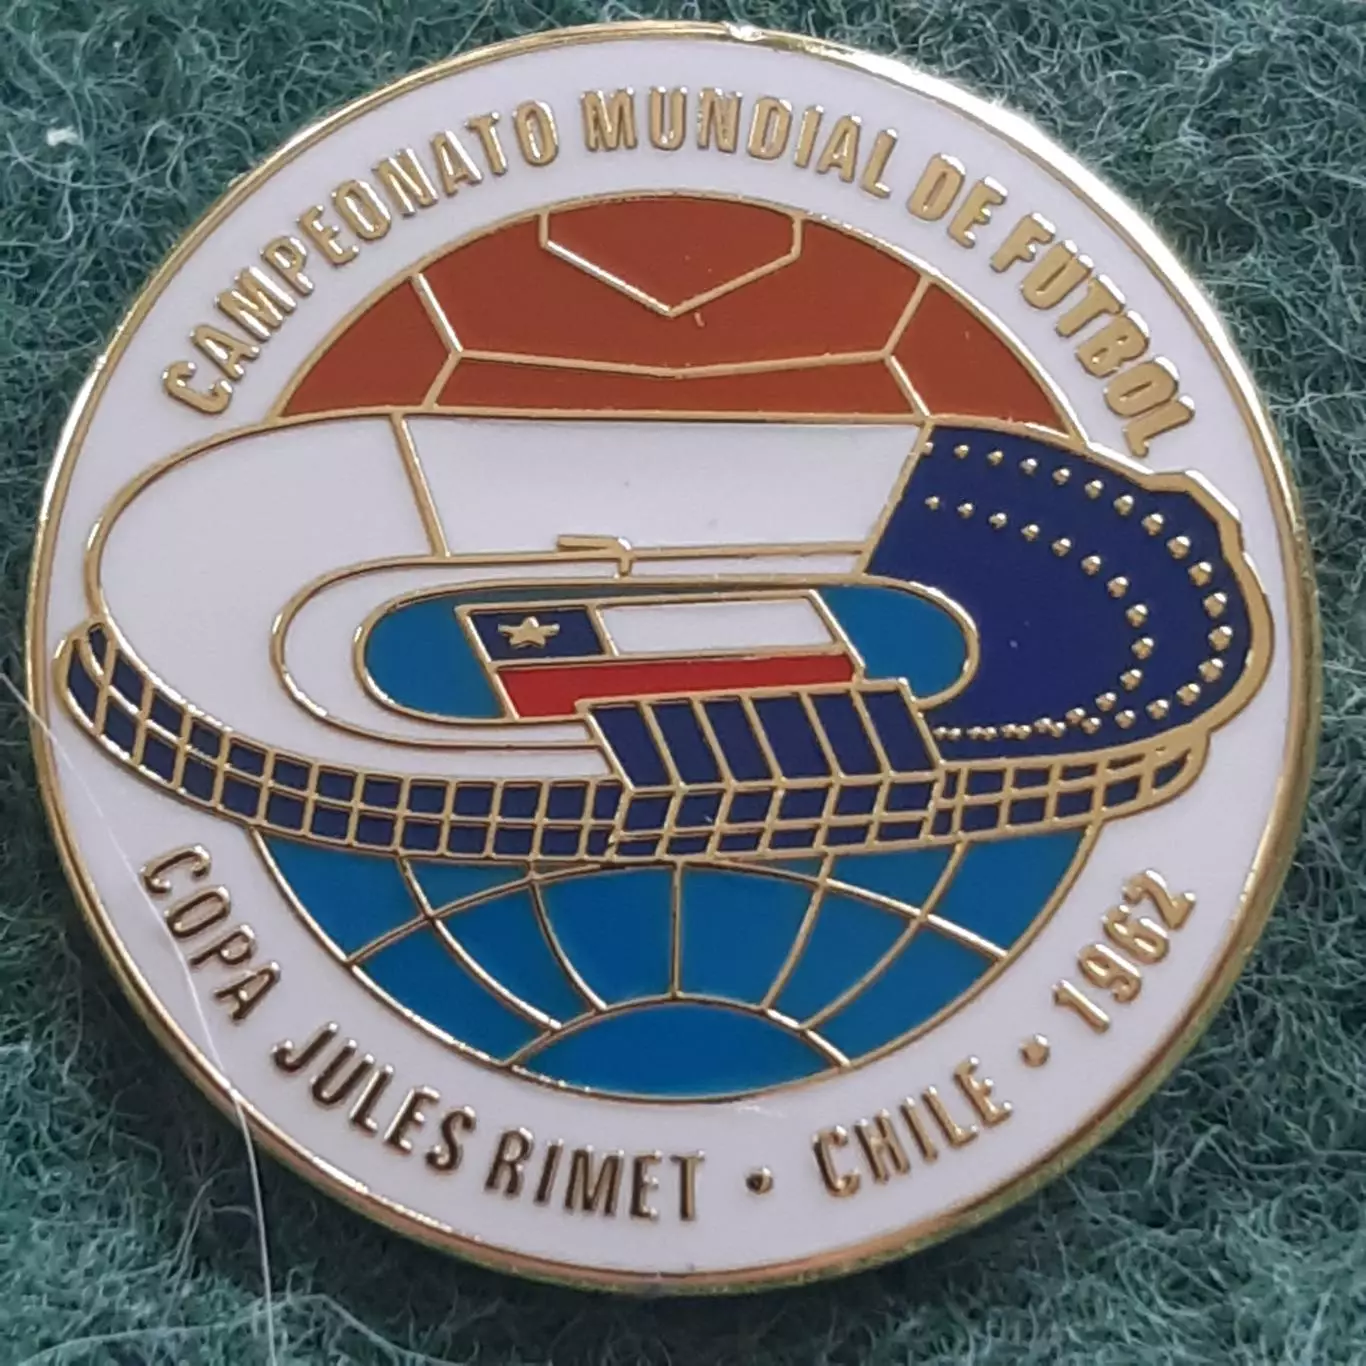 CAMPEONATO MUNDIAL DE FUTBOL
COPA JULES RIMET · CHILE · 1962